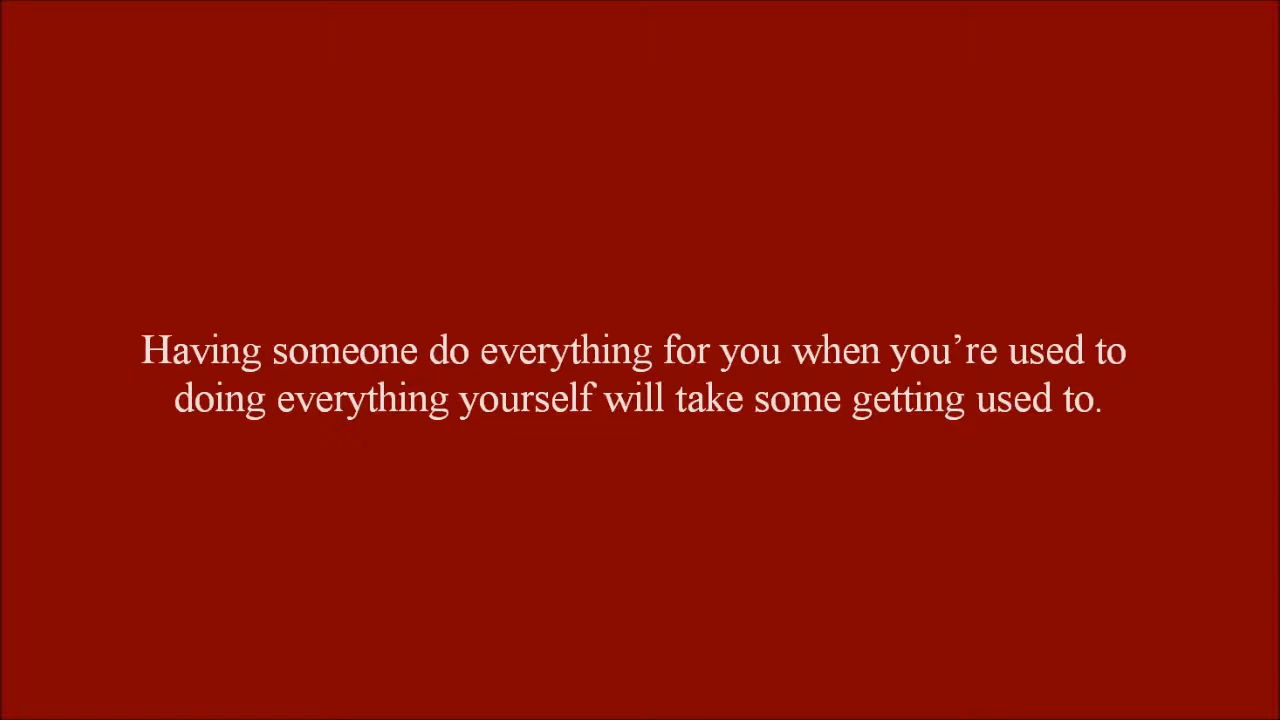 Having someone do everything for you when you’re used to
doing everything yourself will take some getting used to.